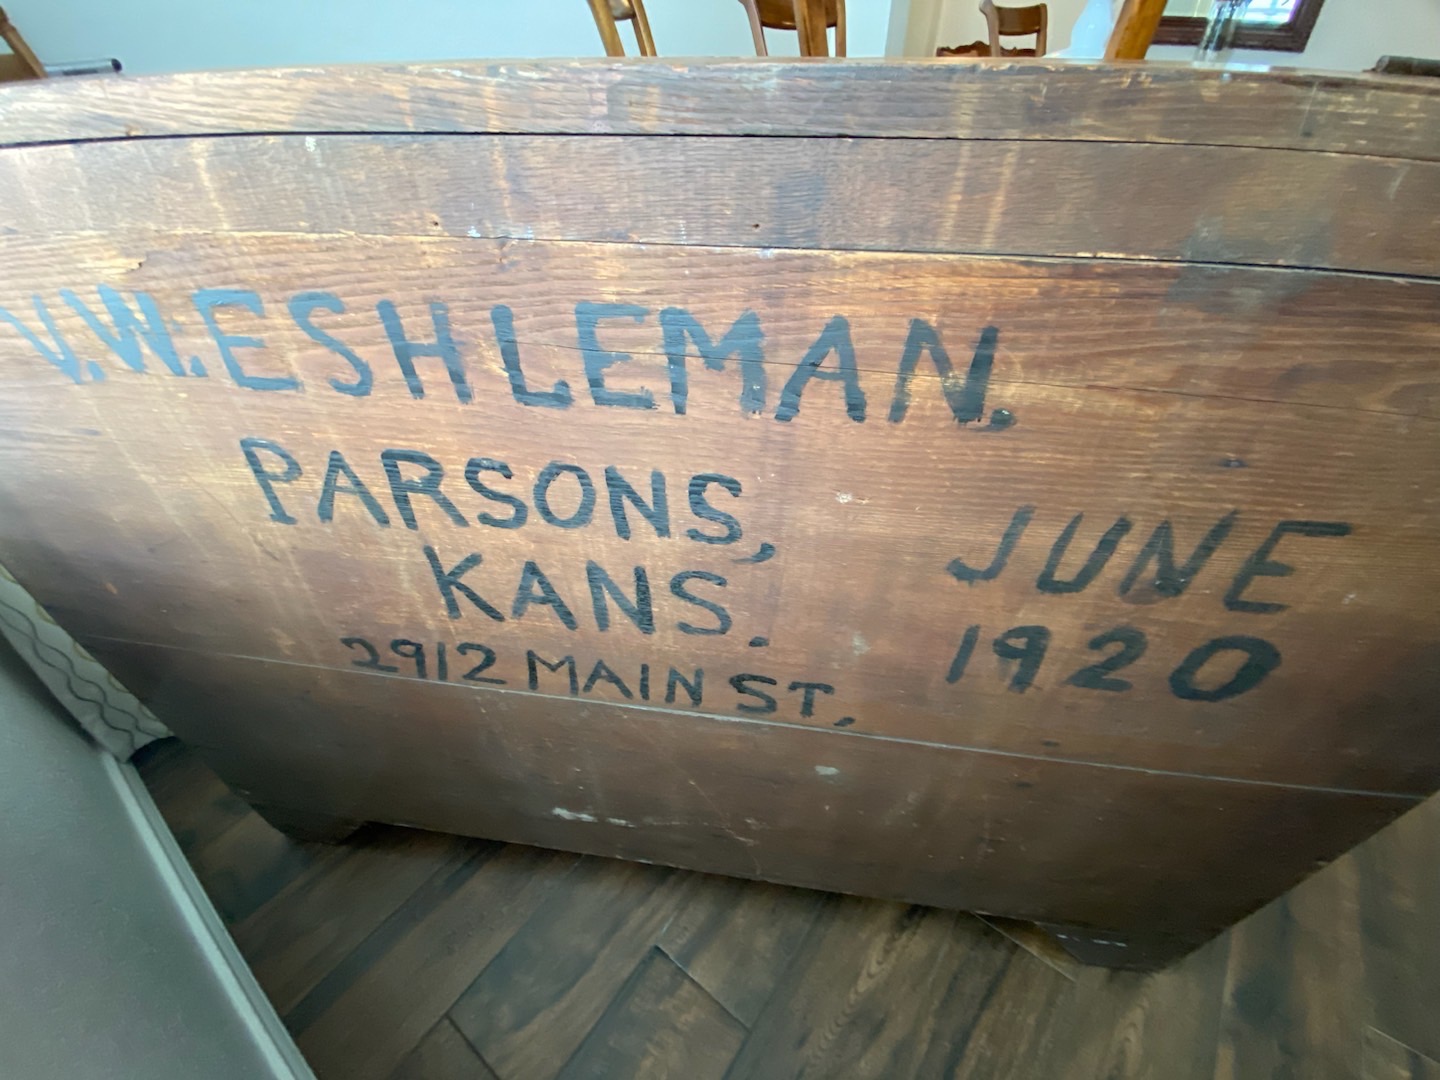 V.W.ESHLEMAN.
PARSONS,
KANS.
2912 MAIN ST.
JUNE
1920